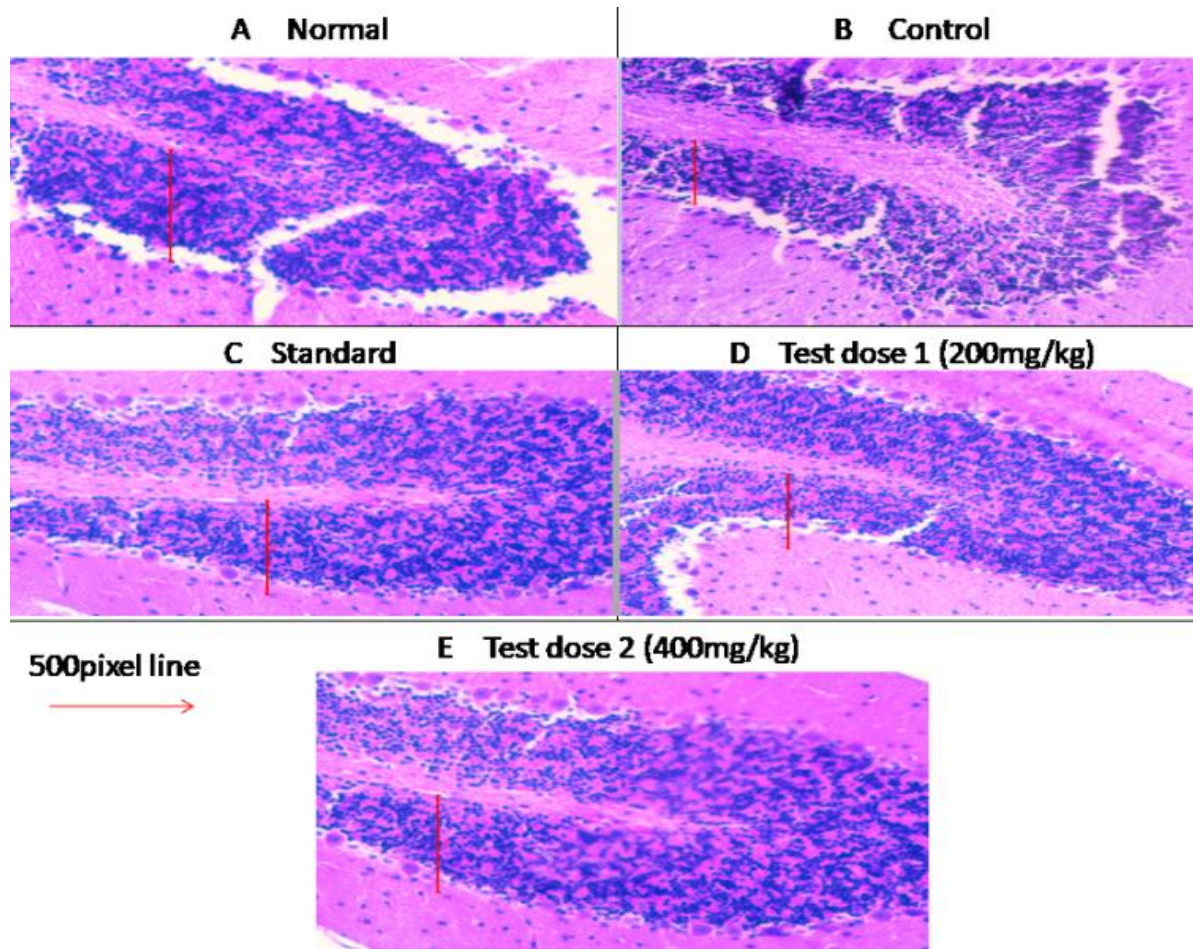 A Normal
B Control
C Standard
D Test dose 1 (200mg/kg)
E Test dose 2 (400mg/kg)
500pixel line